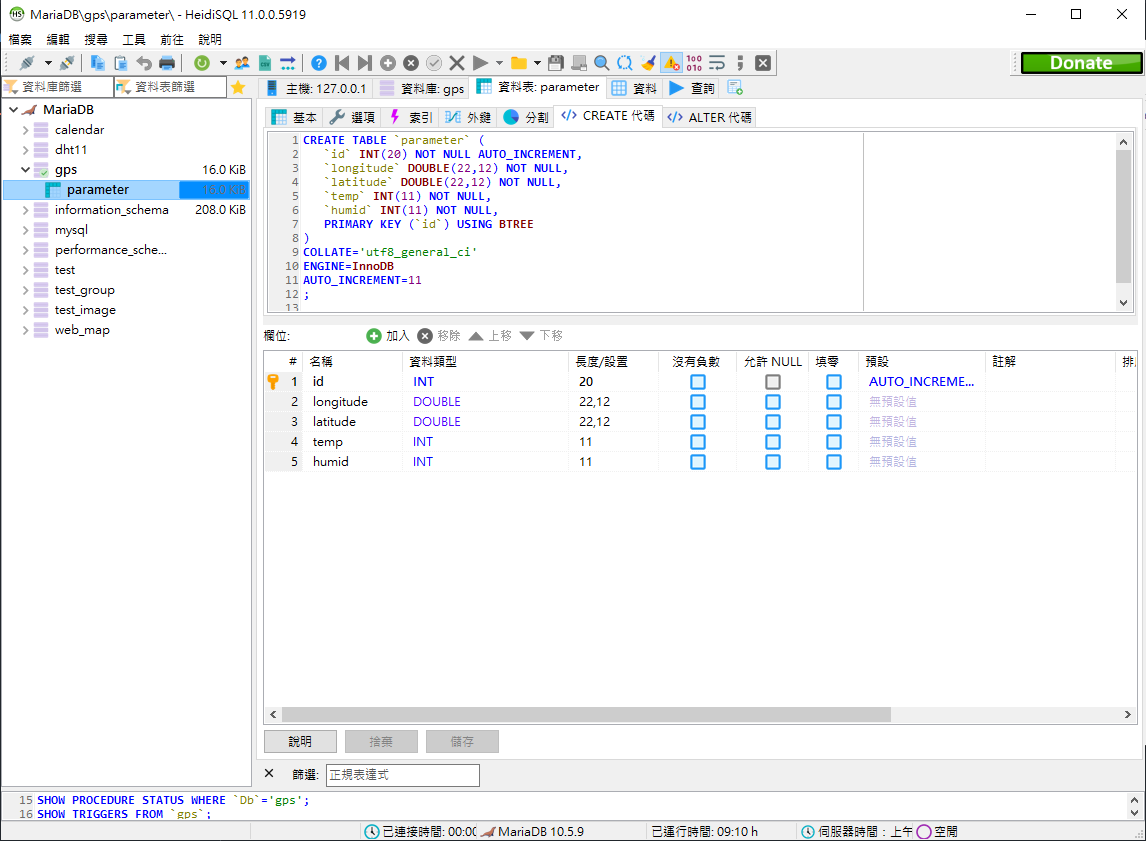 MariaDB\gps\parameter\ - HeidiSQL 11.0.0.5919
檔案 編輯 搜尋 工具 前往 說明
Donate
資料庫篩選 資料表篩選
主機: 127.0.0.1 資料庫: gps 資料表: parameter 資料 查詢
基本 選項 索引 外鍵 分割 CREATE 代碼 ALTER 代碼
MariaDB
calendar
dht11
gps 16.0 KiB
parameter 16.0 KiB
information_schema 208.0 KiB
mysql
performance_sche...
test
test_group
test_image
web_map
1 CREATE TABLE `parameter` (
2 `id` INT(20) NOT NULL AUTO_INCREMENT,
3 `longitude` DOUBLE(22,12) NOT NULL,
4 `latitude` DOUBLE(22,12) NOT NULL,
5 `temp` INT(11) NOT NULL,
6 `humid` INT(11) NOT NULL,
7 PRIMARY KEY (`id`) USING BTREE
8 )
9 COLLATE='utf8_general_ci'
10 ENGINE=InnoDB
11 AUTO_INCREMENT=11
12 ;
13
欄位: 加入 移除 上移 下移
# 名稱 資料類型 長度/設置 沒有負數 允許 NULL 填零 預設 註解 排
1 id INT 20 AUTO_INCREME...
2 longitude DOUBLE 22,12 無預設值
3 latitude DOUBLE 22,12 無預設值
4 temp INT 11 無預設值
5 humid INT 11 無預設值
說明 捨棄 儲存
篩選: 正規表達式
15 SHOW PROCEDURE STATUS WHERE `Db`='gps';
16 SHOW TRIGGERS FROM `gps`;
已連接時間: 00:00 MariaDB 10.5.9 已運行時間: 09:10 h 伺服器時間：上午 空閒